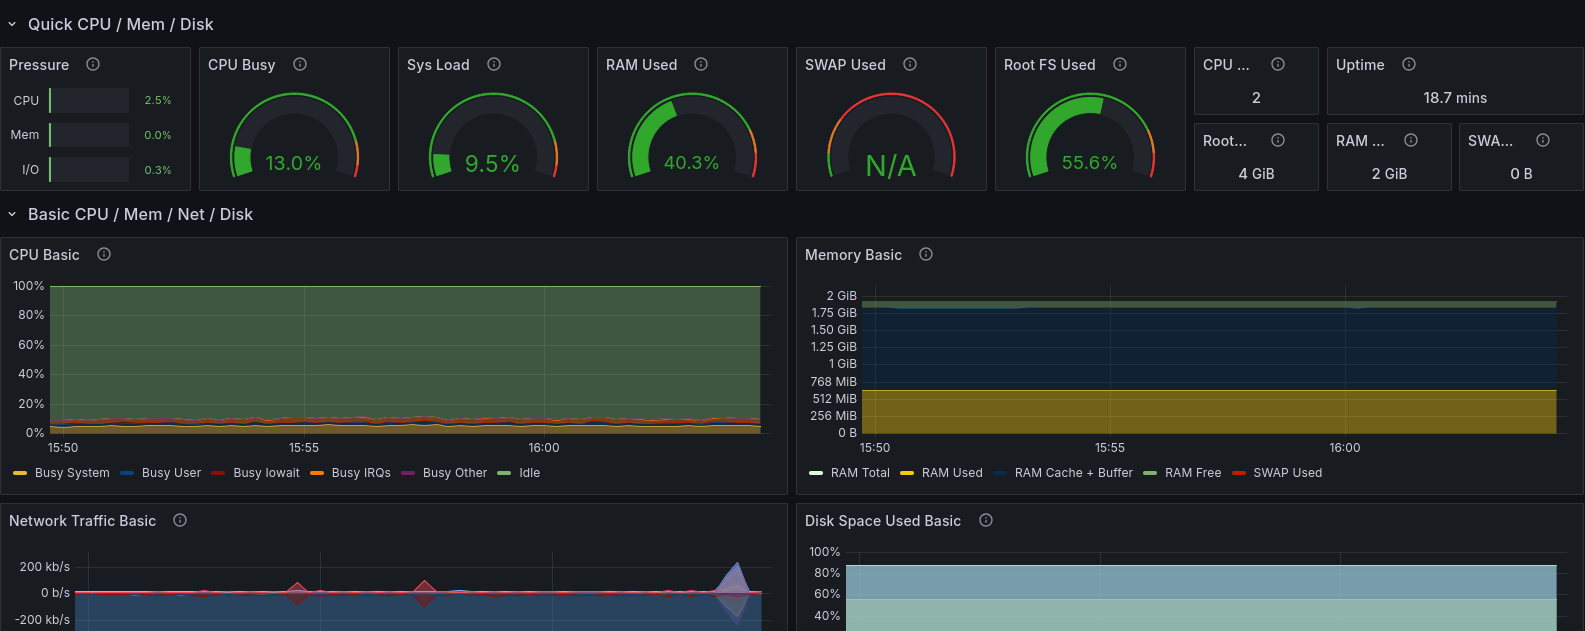 Quick CPU / Mem / Disk
Pressure
CPU 2.5%
Mem 0.0%
I/O 0.3%
CPU Busy
13.0%
Sys Load
9.5%
RAM Used
40.3%
SWAP Used
N/A
Root FS Used
55.6%
CPU ...
2
Uptime
18.7 mins
Root...
4 GiB
RAM ...
2 GiB
SWA...
0 B
Basic CPU / Mem / Net / Disk
CPU Basic
100%
80%
60%
40%
20%
0%
15:50 15:55 16:00
Busy System Busy User Busy Iowait Busy IRQs Busy Other Idle
Memory Basic
2 GiB
1.75 GiB
1.50 GiB
1.25 GiB
1 GiB
768 MiB
512 MiB
256 MiB
0 B
15:50 15:55 16:00
RAM Total RAM Used RAM Cache + Buffer RAM Free SWAP Used
Network Traffic Basic
200 kb/s
0 b/s
-200 kb/s
Disk Space Used Basic
100%
80%
60%
40%